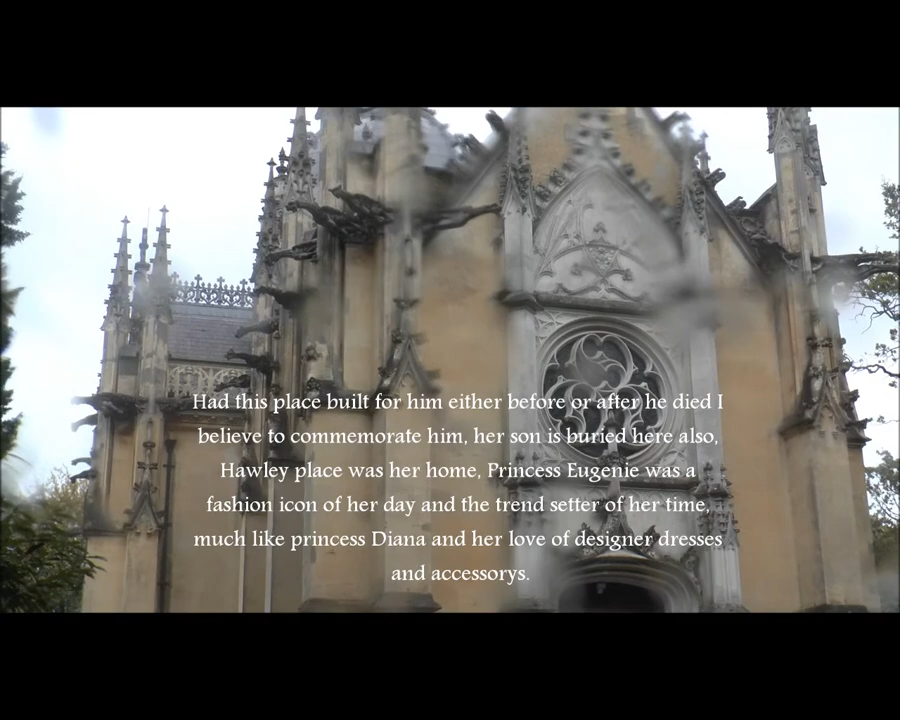 Had this place built for him either before or after he died I
believe to commemorate him, her son is buried here also,
Hawley place was her home, Princess Eugenie was a
fashion icon of her day and the trend setter of her time,
much like princess Diana and her love of designer dresses
and accessorys.